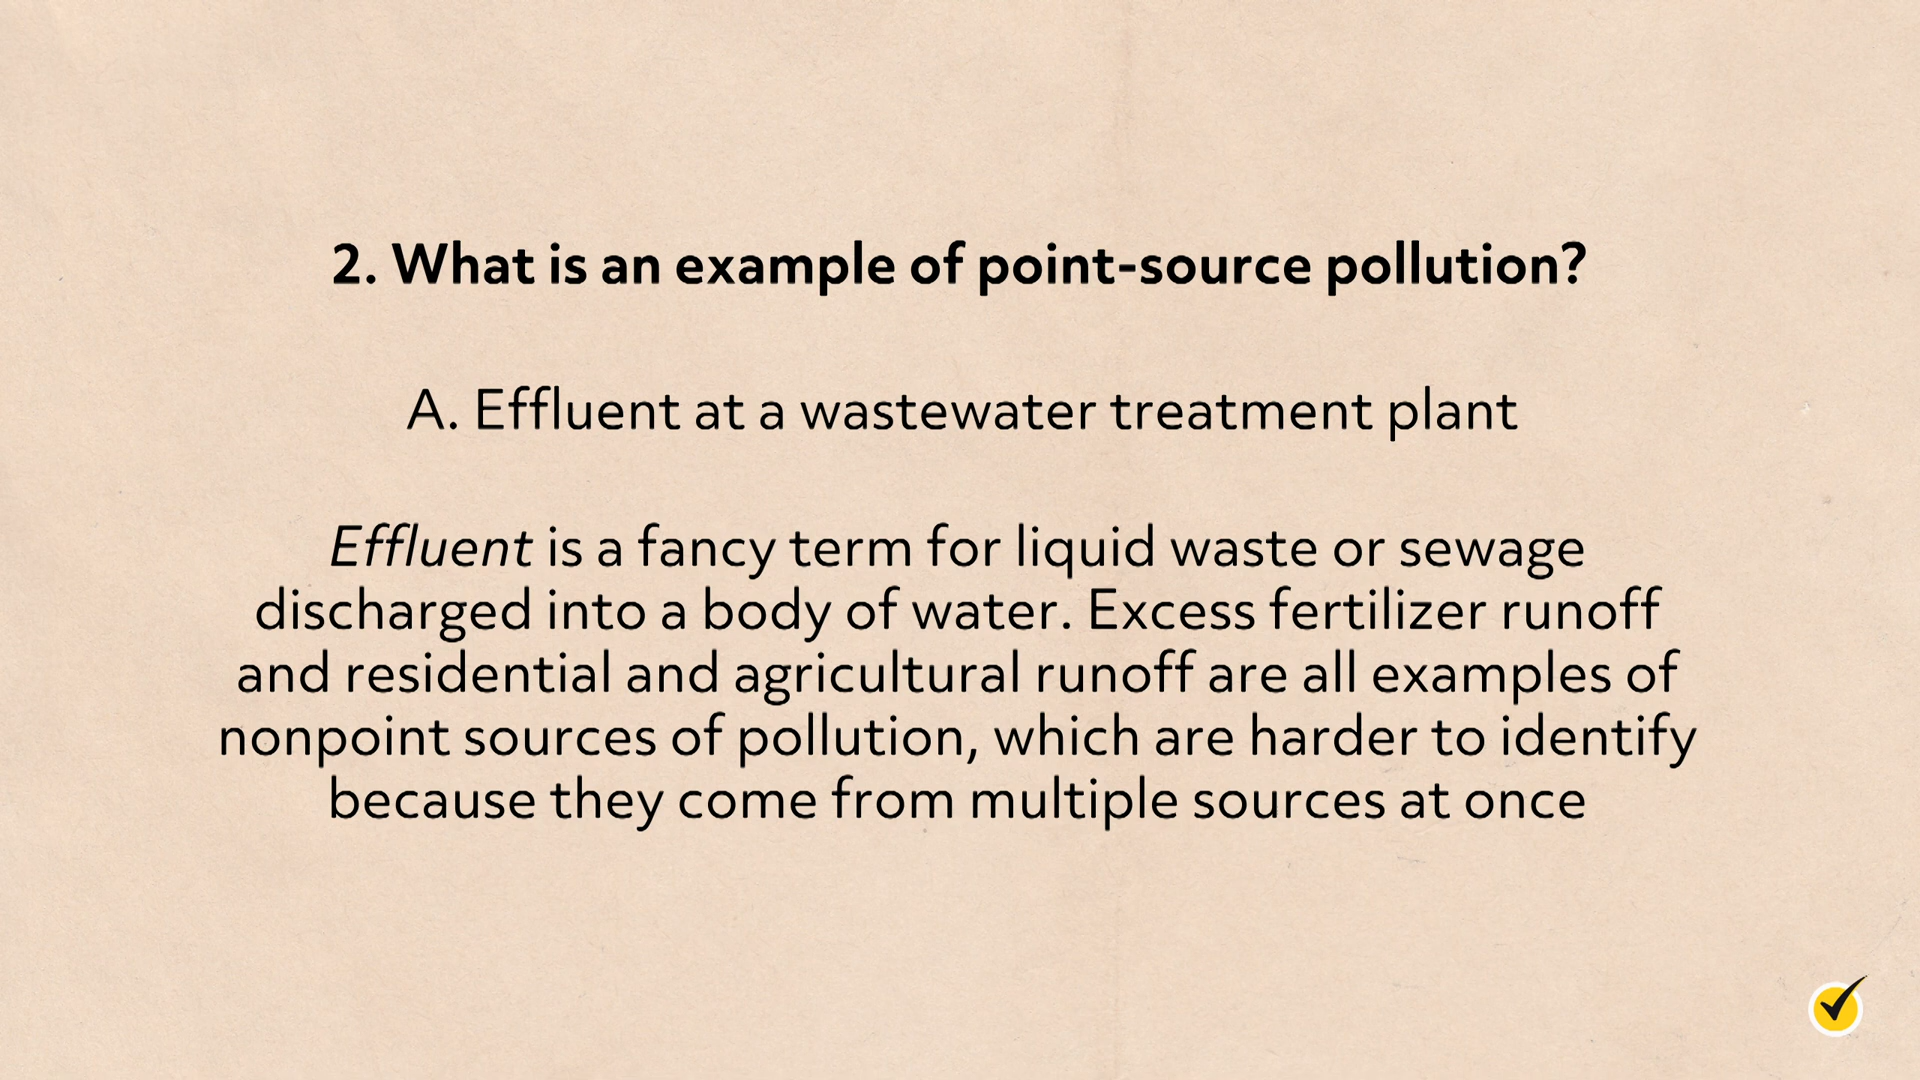 2. What is an example of point-source pollution?
A. Effluent at a wastewater treatment plant
Effluent is a fancy term for liquid waste or sewage
discharged into a body of water. Excess fertilizer runoff
and residential and agricultural runoff are all examples of
nonpoint sources of pollution, which are harder to identify
because they come from multiple sources at once